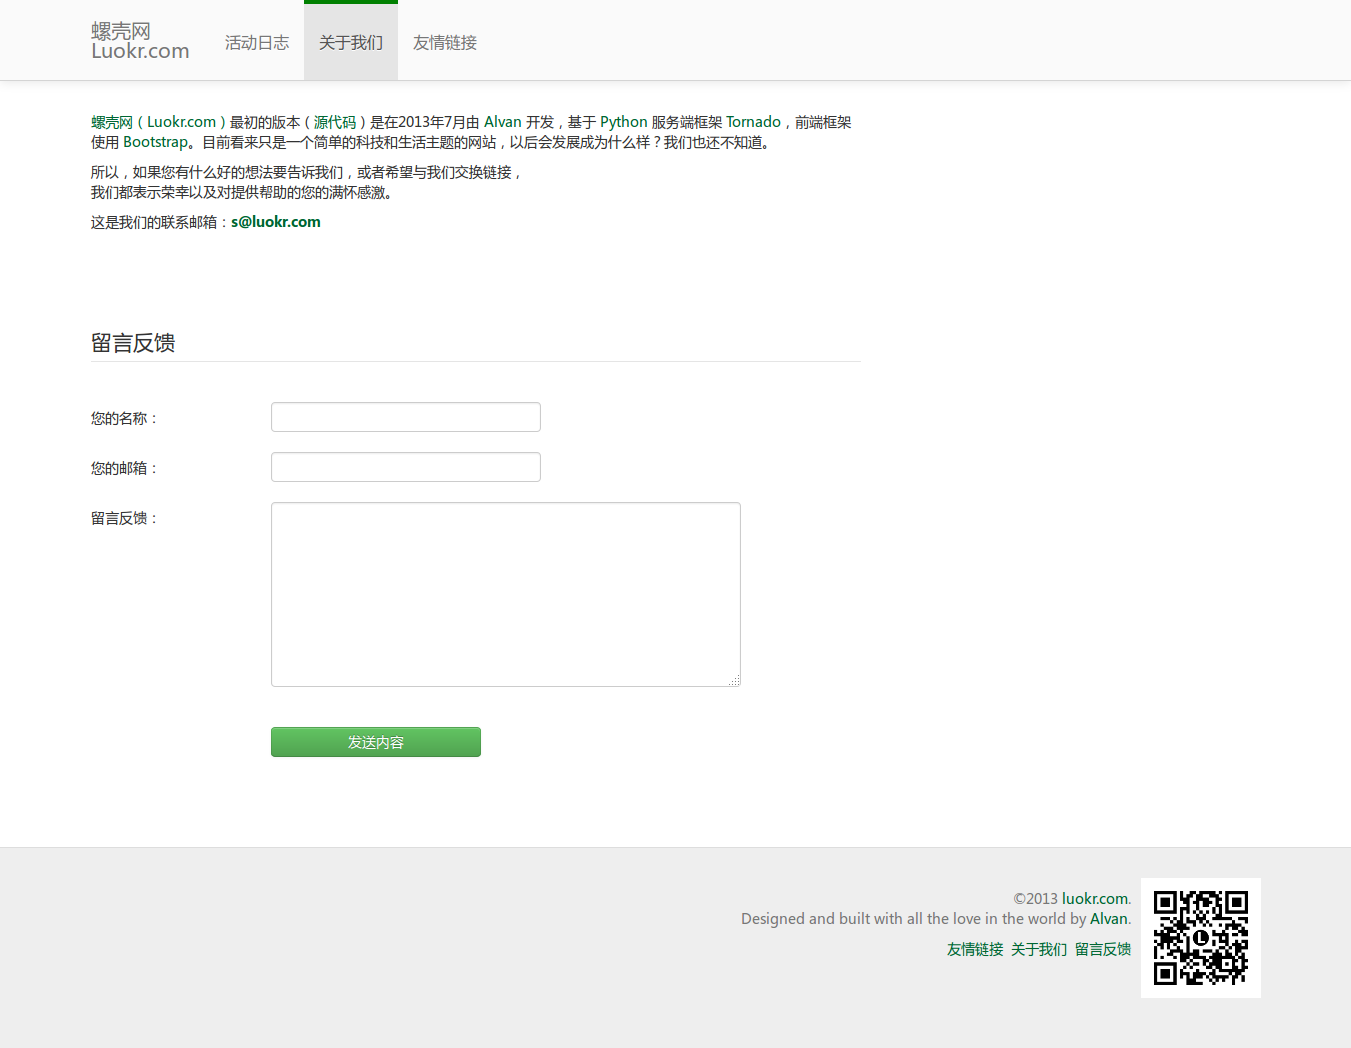 螺壳网
Luokr.com
活动日志
关于我们
友情链接
螺壳网（Luokr.com）最初的版本（源代码）是在2013年7月由 Alvan 开发，基于 Python 服务端框架 Tornado，前端框架
使用 Bootstrap。目前看来只是一个简单的科技和生活主题的网站，以后会发展成为什么样？我们也还不知道。
所以，如果您有什么好的想法要告诉我们，或者希望与我们交换链接，
我们都表示荣幸以及对提供帮助的您的满怀感激。
这是我们的联系邮箱：s@luokr.com
留言反馈
您的名称：
您的邮箱：
留言反馈：
发送内容
©2013 luokr.com.
Designed and built with all the love in the world by Alvan.
友情链接 关于我们 留言反馈
L